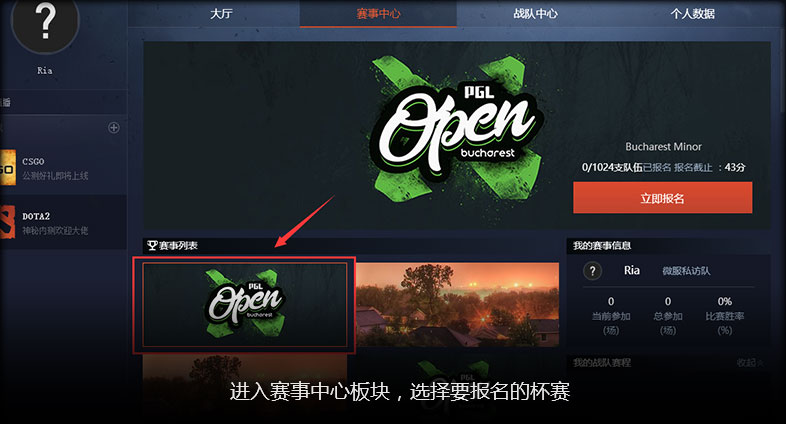 大厅
赛事中心
战队中心
个人数据
?
Ria
CSGO
公测好礼即将上线
DOTA2
神秘内测欢迎大佬
PGL
Open
bucharest
Bucharest Minor
0/1024支队伍已报名 报名截止 ：43分
立即报名
赛事列表
PGL
Open
bucharest
我的赛事信息
? Ria 微服私访队
0 0 0%
当前参加 总参加 比赛胜率
(场) (场) (%)
我的战队赛程 收起
进入赛事中心板块，选择要报名的杯赛